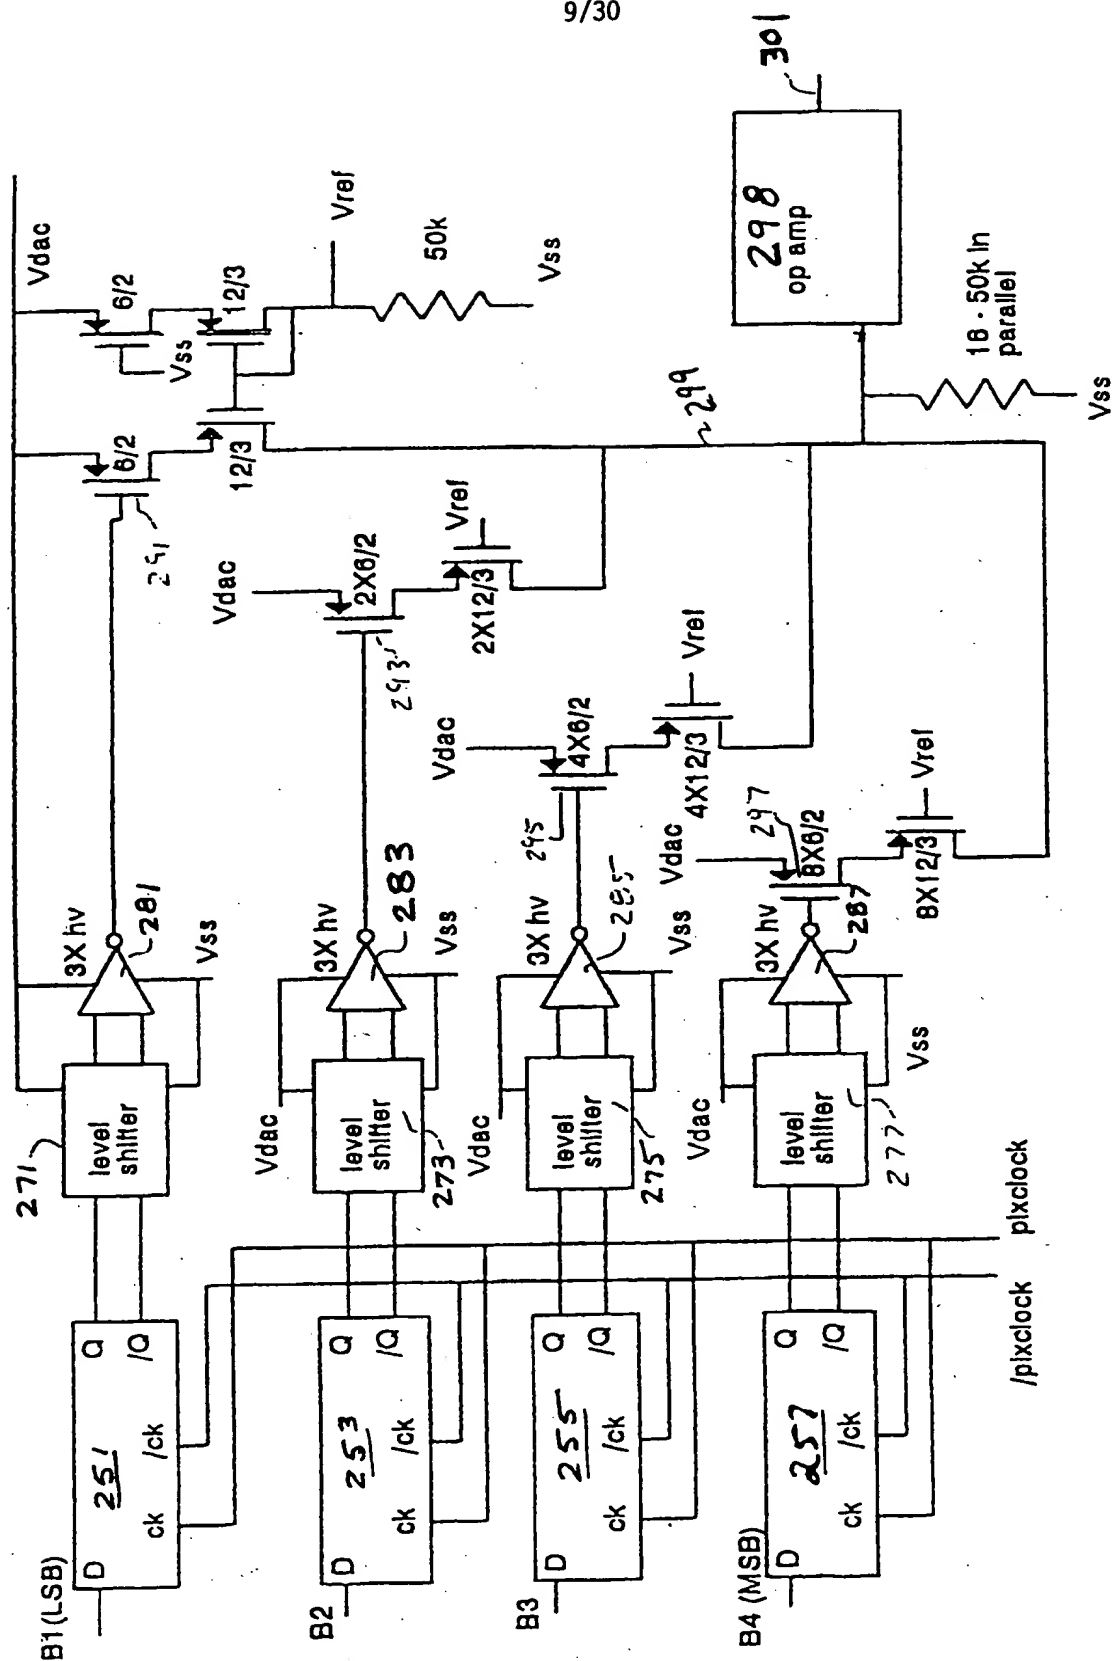 9/30
B1(LSB)
D
Q
251
ck
/ck
/Q
271
level
shifter
3X hv
281
Vss
Vdac
6/2
291
12/3
6/2
Vss
12/3
Vref
50k
Vss
B2
D
Q
253
ck
/ck
/Q
Vdac
level
shifter
273
3X hv
283
Vss
Vdac
2X6/2
293
2X12/3
Vref
299
B3
D
Q
255
ck
/ck
/Q
Vdac
level
shifter
275
3X hv
285
Vss
Vdac
4X6/2
295
4X12/3
Vref
B4 (MSB)
D
Q
257
ck
/ck
/Q
Vdac
level
shifter
277
3X hv
287
Vss
Vdac
297
8X6/2
8X12/3
Vref
298
op amp
301
16 - 50k in
parallel
Vss
/pixclock
pixclock